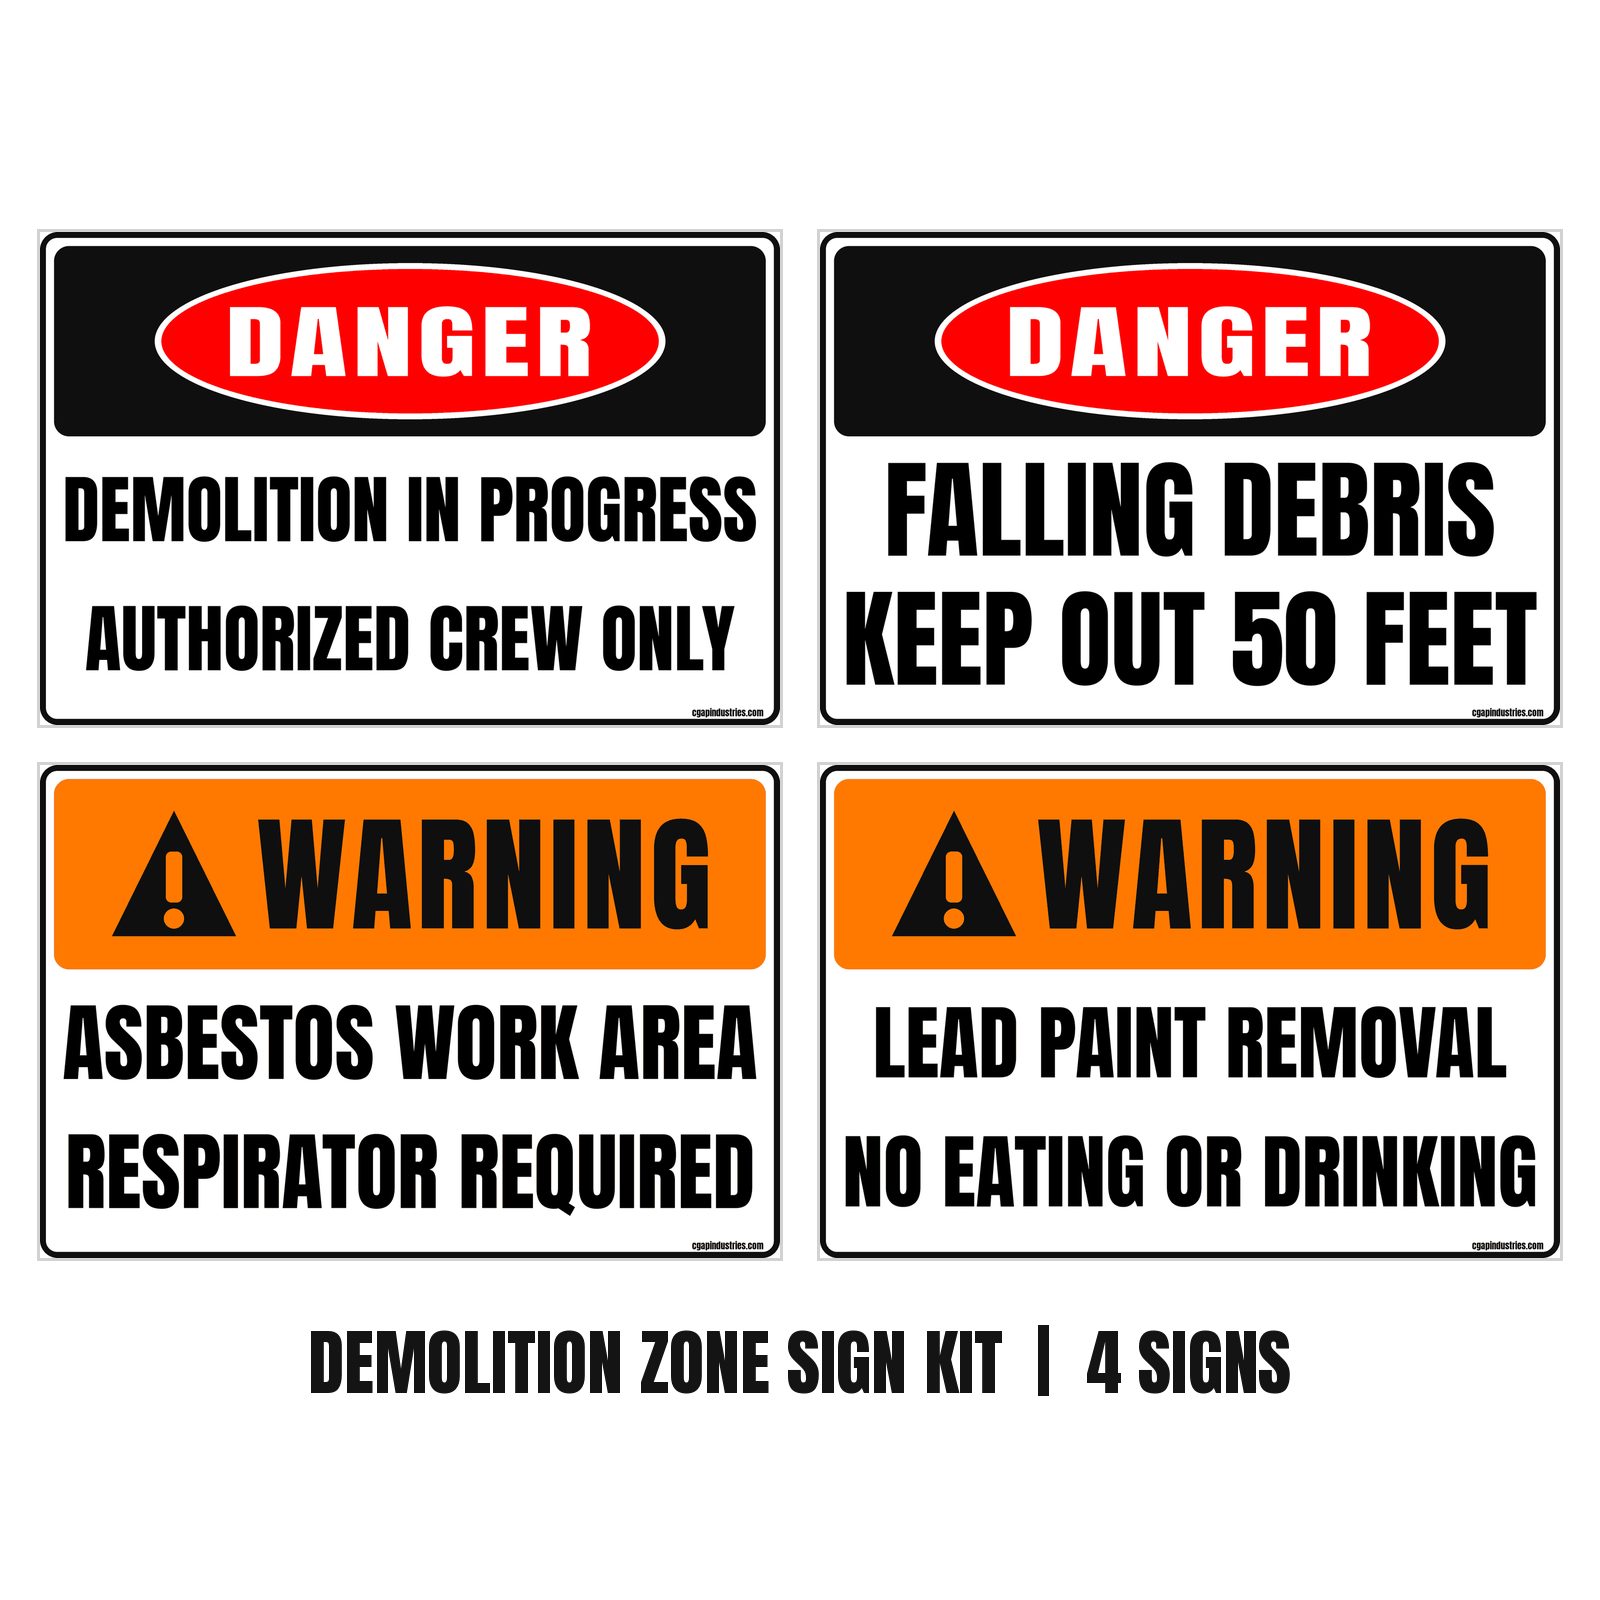 DANGER
DEMOLITION IN PROGRESS
AUTHORIZED CREW ONLY
cgapindustries.com
DANGER
FALLING DEBRIS
KEEP OUT 50 FEET
cgapindustries.com
WARNING
ASBESTOS WORK AREA
RESPIRATOR REQUIRED
cgapindustries.com
WARNING
LEAD PAINT REMOVAL
NO EATING OR DRINKING
cgapindustries.com
DEMOLITION ZONE SIGN KIT | 4 SIGNS